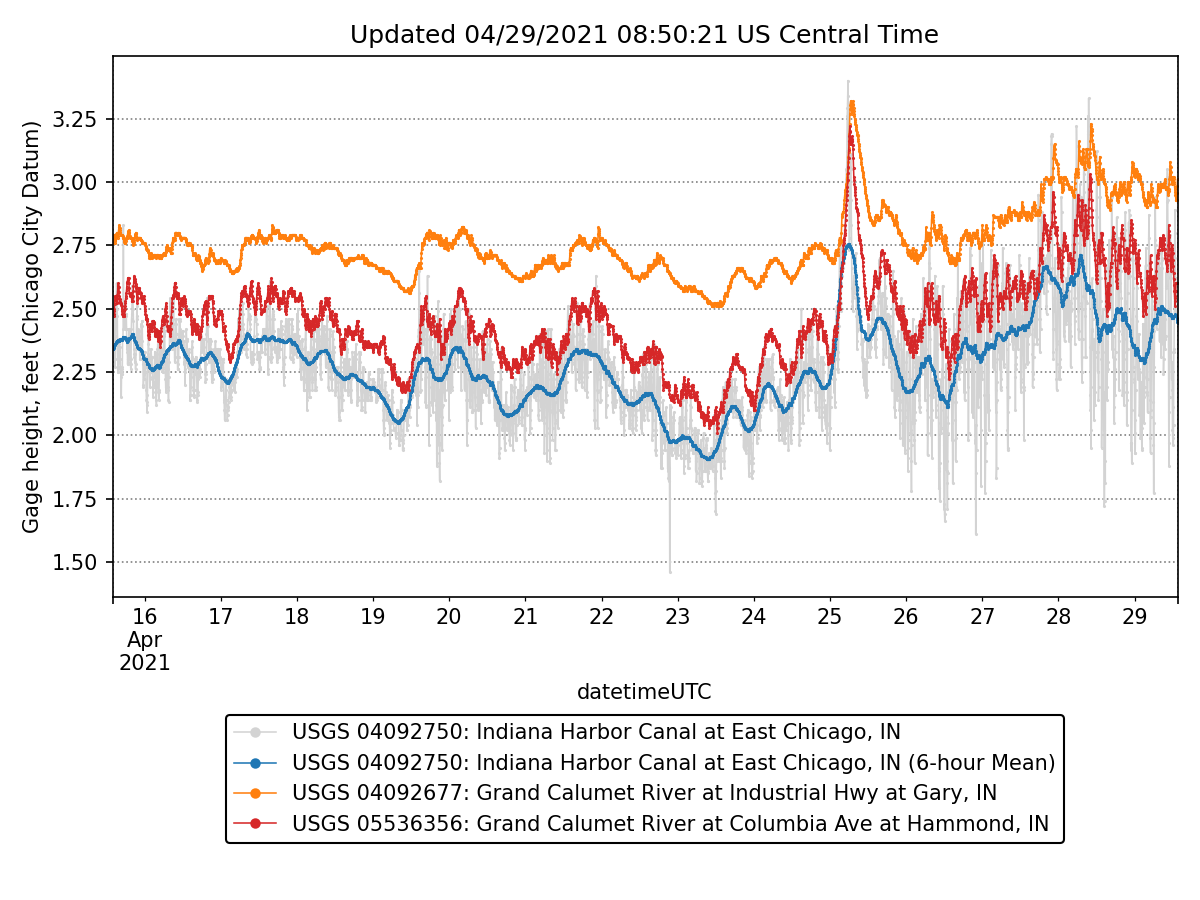 Updated 04/29/2021 08:50:21 US Central Time
Gage height, feet (Chicago City Datum)
3.25
3.00
2.75
2.50
2.25
2.00
1.75
1.50
16 17 18 19 20 21 22 23 24 25 26 27 28 29
Apr
2021
datetimeUTC
USGS 04092750: Indiana Harbor Canal at East Chicago, IN
USGS 04092750: Indiana Harbor Canal at East Chicago, IN (6-hour Mean)
USGS 04092677: Grand Calumet River at Industrial Hwy at Gary, IN
USGS 05536356: Grand Calumet River at Columbia Ave at Hammond, IN